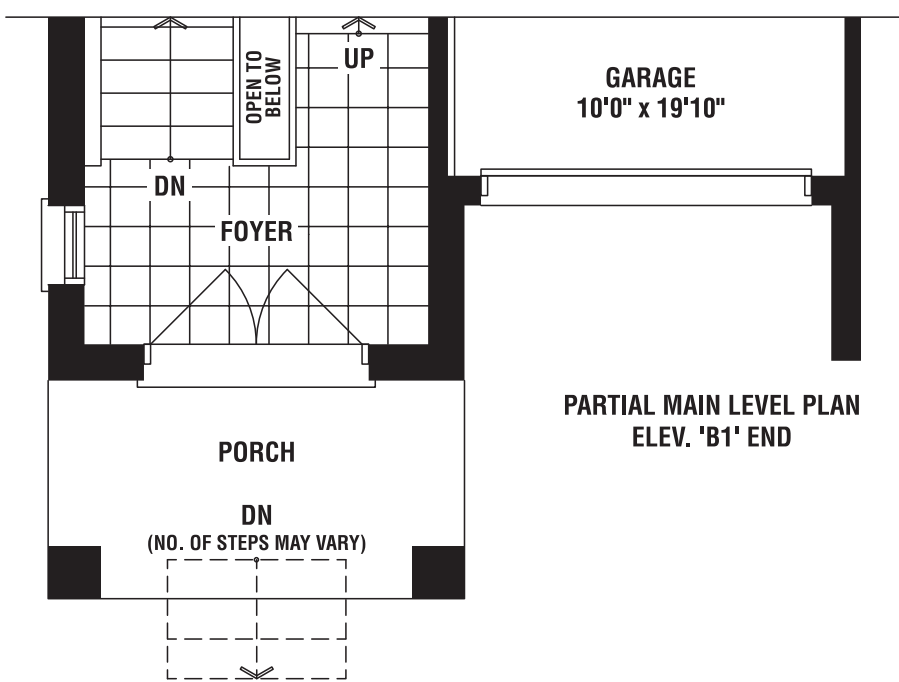 OPEN TO
BELOW
UP
GARAGE
10'0" x 19'10"
DN
FOYER
PARTIAL MAIN LEVEL PLAN
ELEV. 'B1' END
PORCH
DN
(NO. OF STEPS MAY VARY)